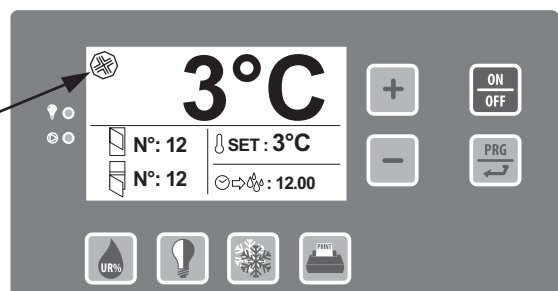 3°C
N°: 12
SET : 3°C
N°: 12
: 12.00
+
ON
OFF
-
PRG
UR%
PRINT